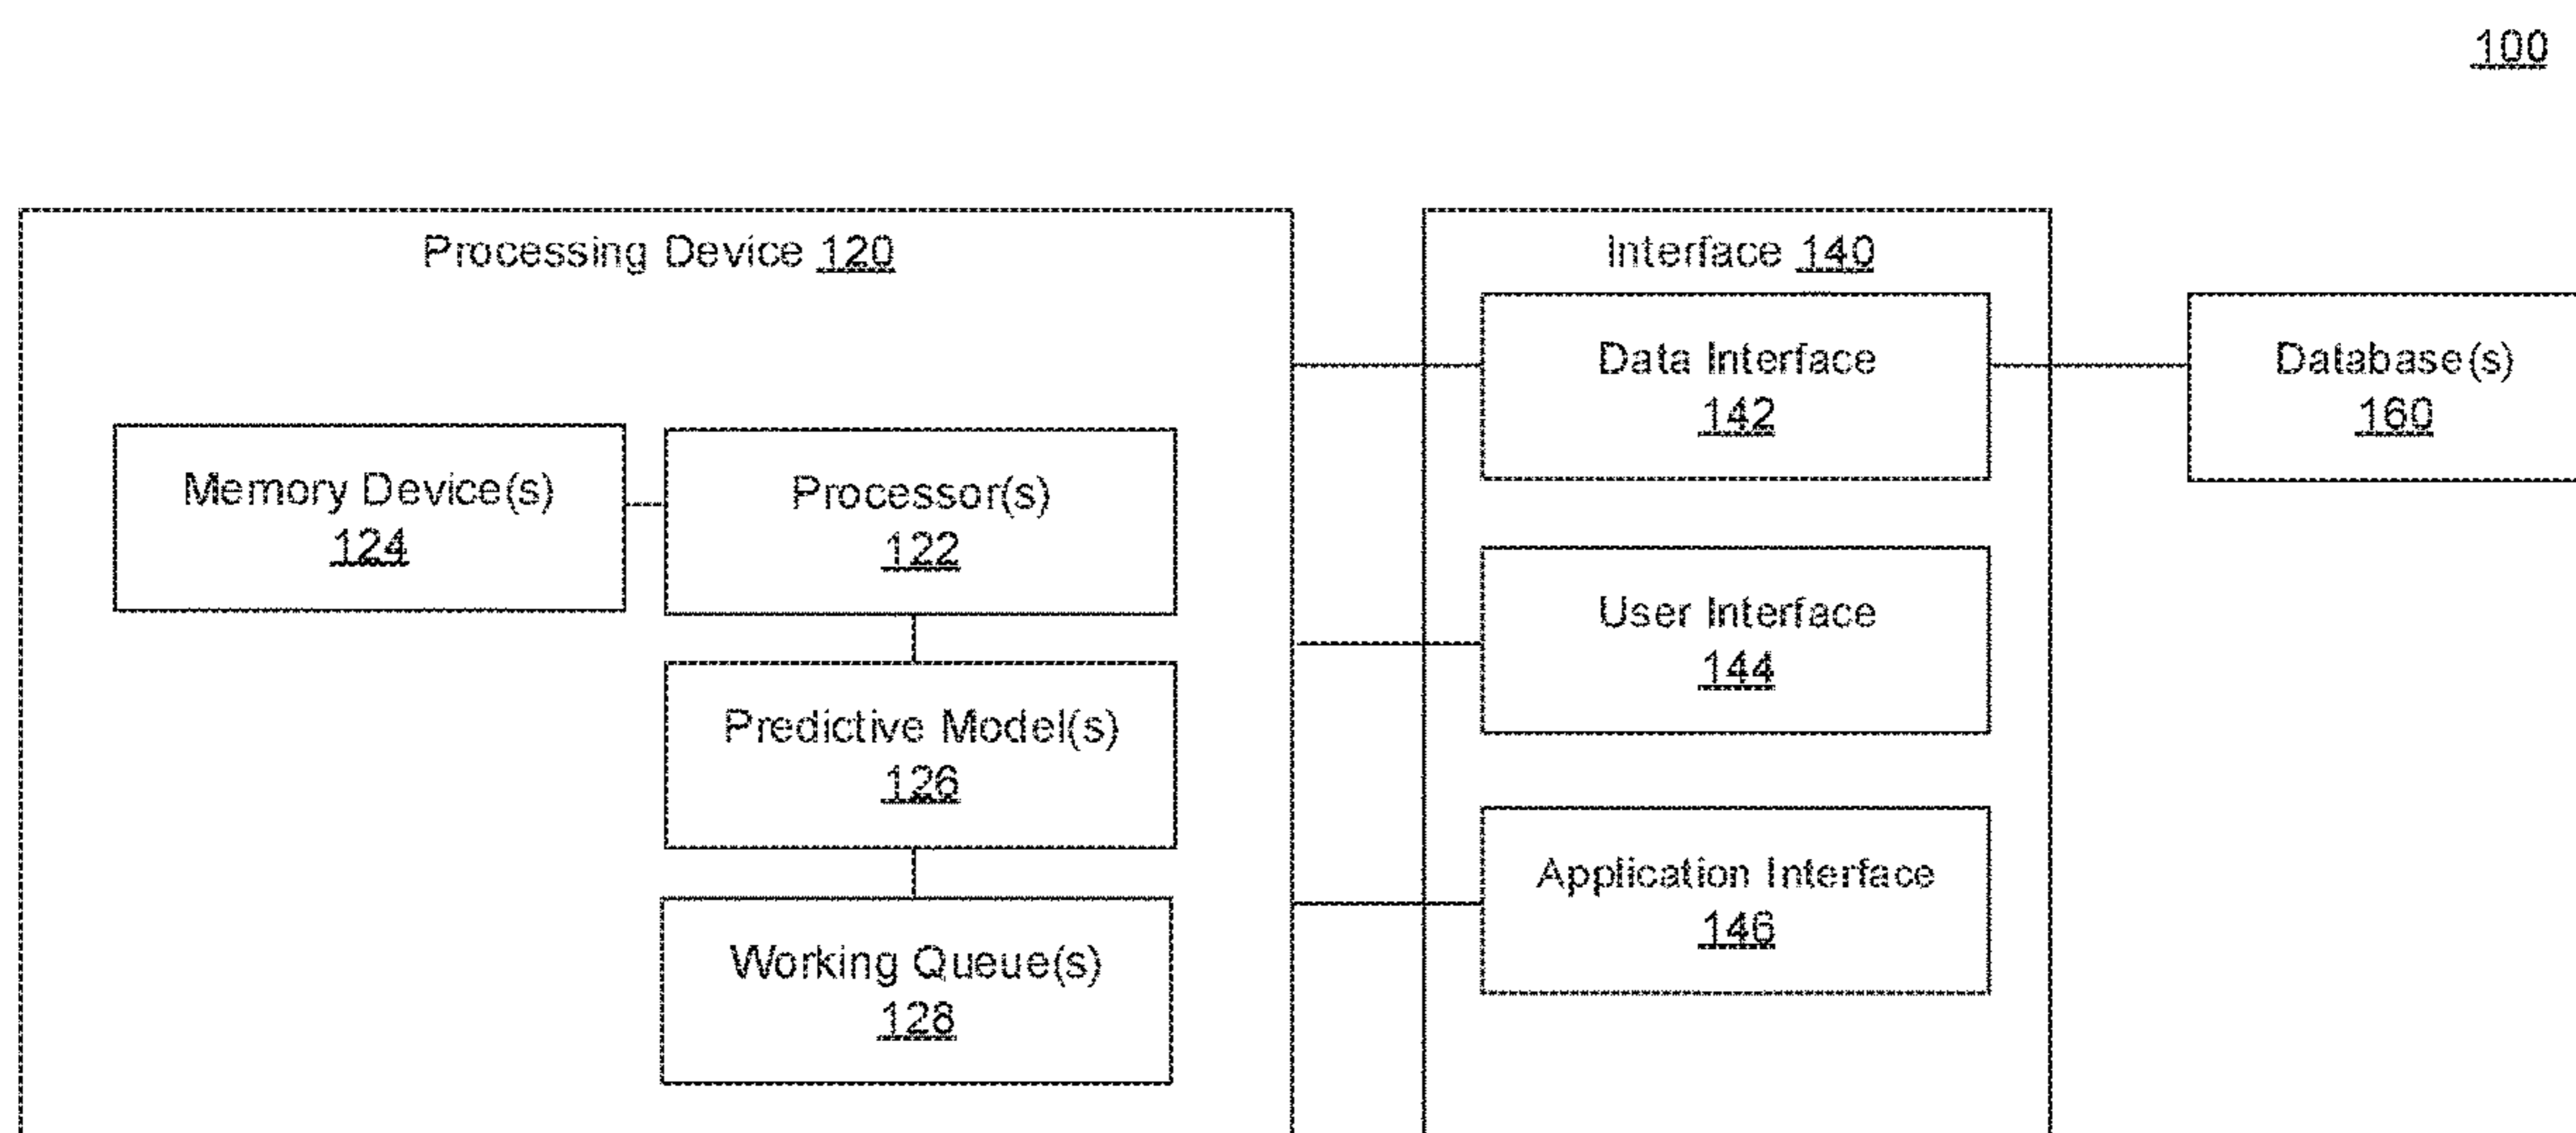 100
Processing Device 120
Memory Device(s)
124
Processor(s)
122
Predictive Model(s)
126
Working Queue(s)
128
Interface 140
Data Interface
142
User Interface
144
Application Interface
146
Database(s)
160